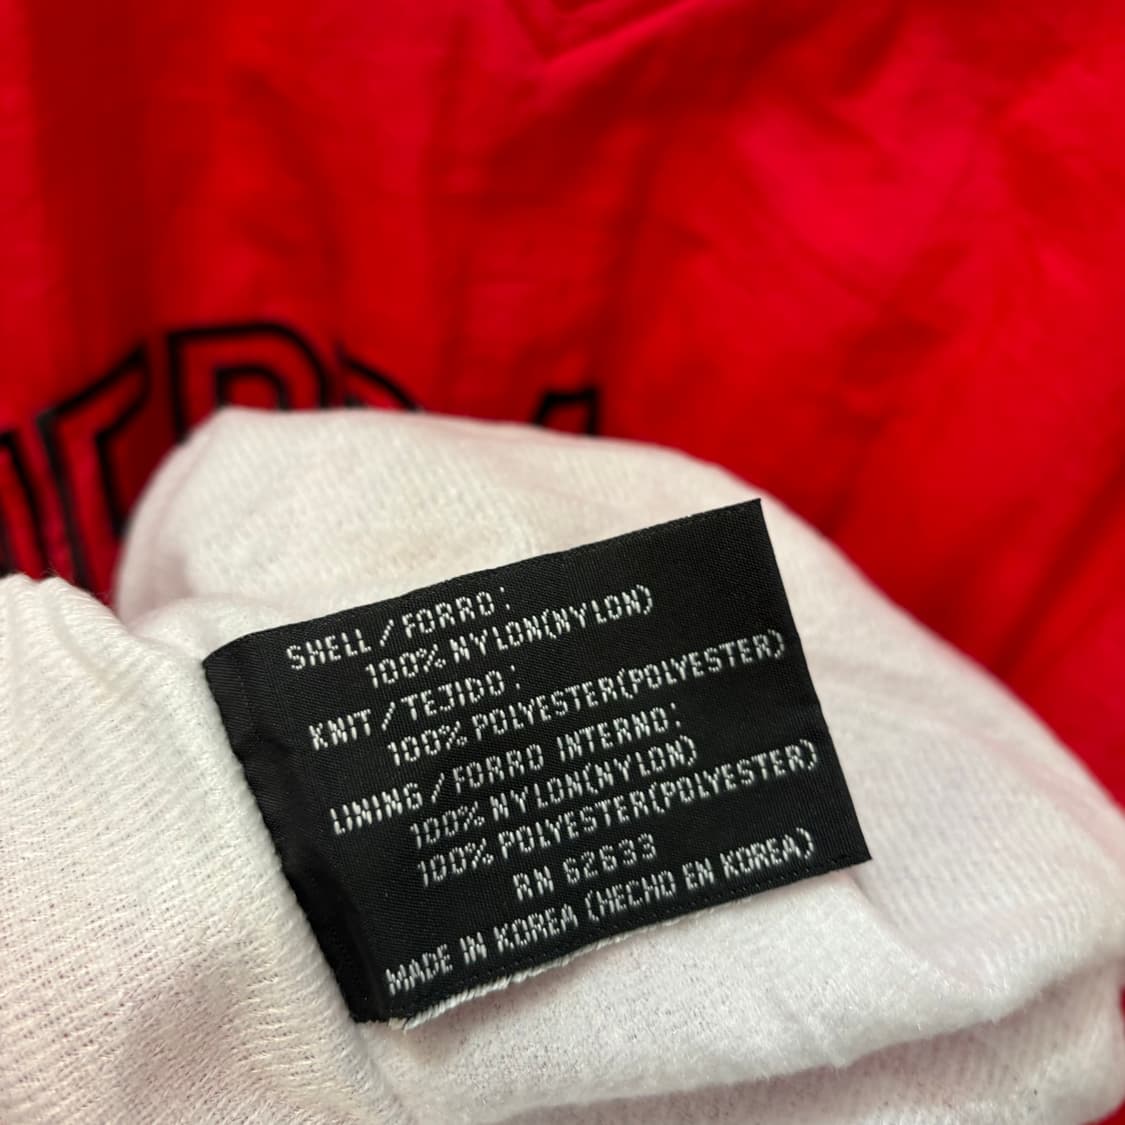 SHELL/FORRO:
100% NYLON(NYLON)
KNIT/TEJIDO:
100% POLYESTER(POLYESTER)
LINING/FORRO INTERNO:
100% NYLON(NYLON)
100% POLYESTER(POLYESTER)
RN 62633
MADE IN KOREA (HECHO EN KOREA)